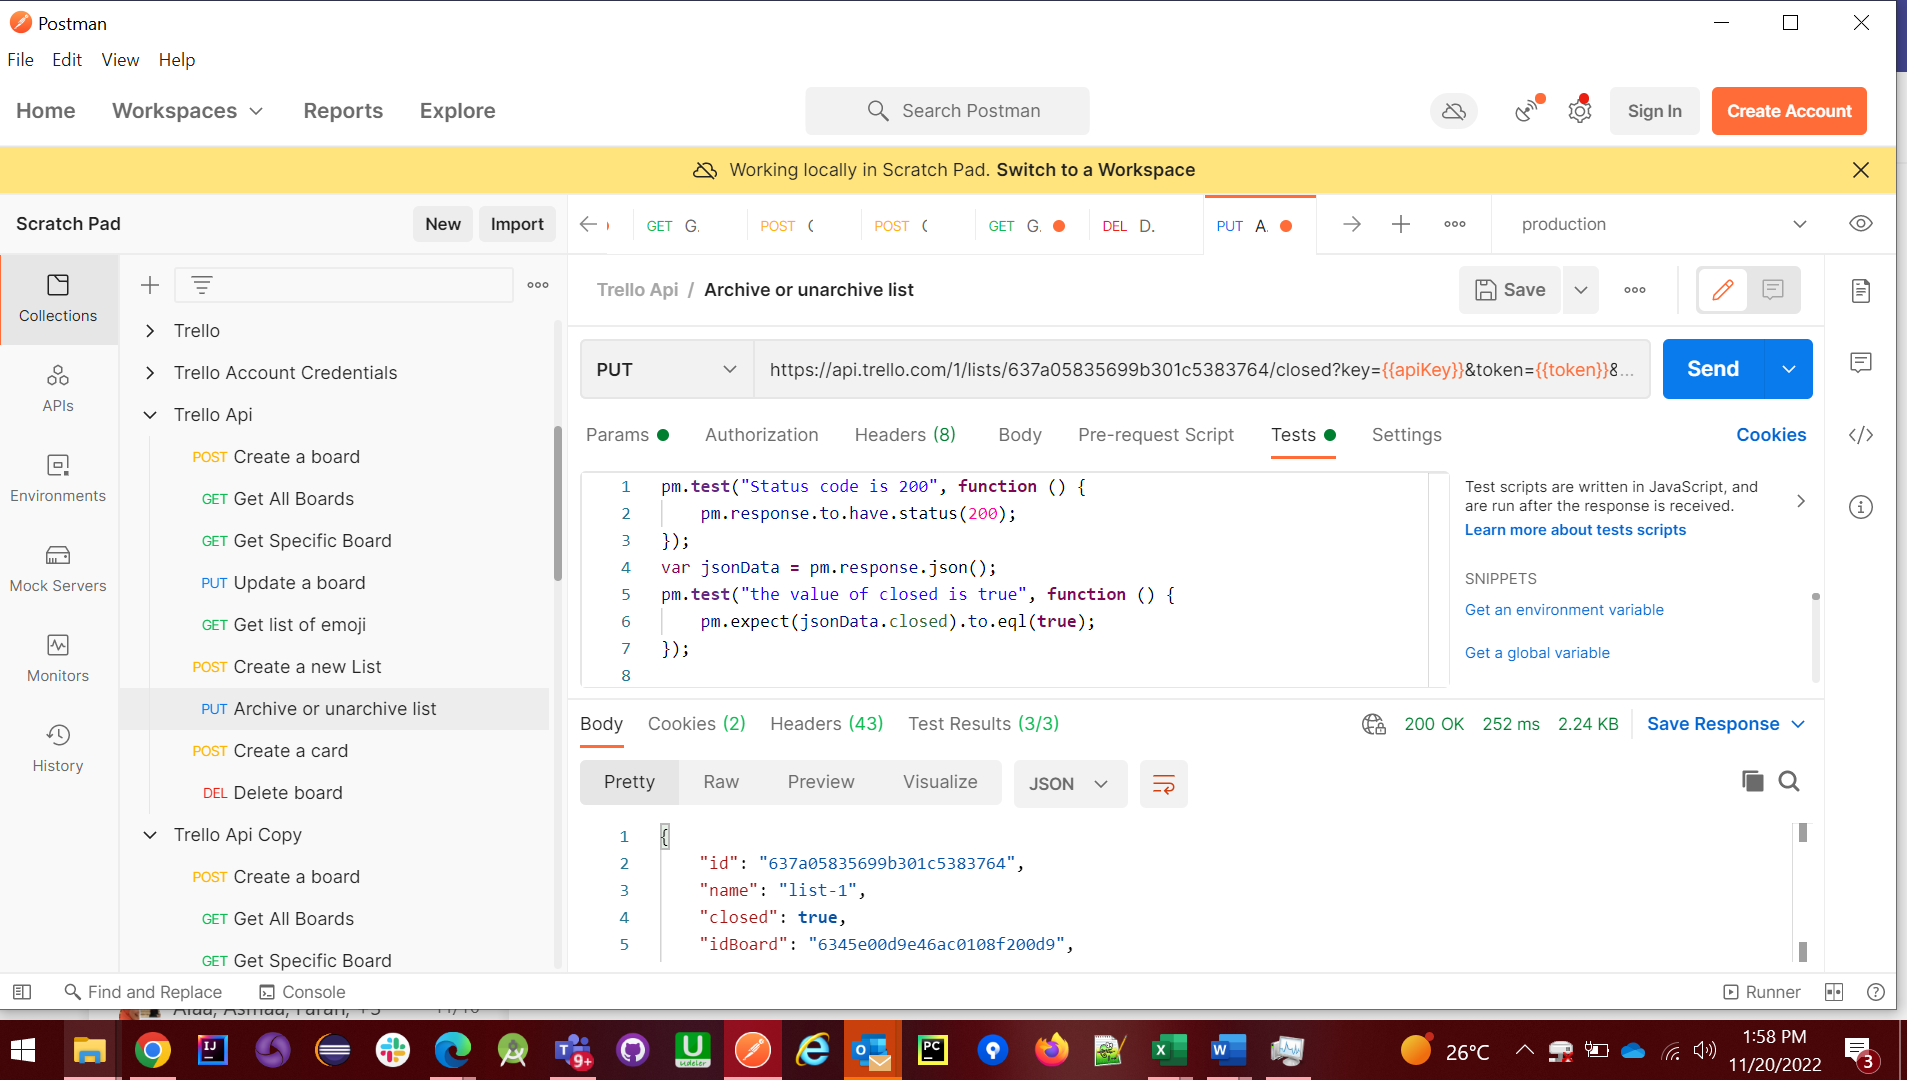 Postman
File Edit View Help
Home Workspaces Reports Explore Search Postman Sign In Create Account
Working locally in Scratch Pad. Switch to a Workspace
Scratch Pad New Import
GET G. POST POST GET G. DEL D. PUT A. production
Collections
APIs
Environments
Mock Servers
Monitors
History
Trello
Trello Account Credentials
Trello Api
POST Create a board
GET Get All Boards
GET Get Specific Board
PUT Update a board
GET Get list of emoji
POST Create a new List
PUT Archive or unarchive list
POST Create a card
DEL Delete board
Trello Api Copy
POST Create a board
GET Get All Boards
GET Get Specific Board
Trello Api / Archive or unarchive list Save
PUT https://api.trello.com/1/lists/637a05835699b301c5383764/closed?key={{apiKey}}&token={{token}}&... Send
Params Authorization Headers (8) Body Pre-request Script Tests Settings Cookies
1 pm.test("Status code is 200", function () {
2 pm.response.to.have.status(200);
3 });
4 var jsonData = pm.response.json();
5 pm.test("the value of closed is true", function () {
6 pm.expect(jsonData.closed).to.eql(true);
7 });
8
Test scripts are written in JavaScript, and
are run after the response is received.
Learn more about tests scripts
SNIPPETS
Get an environment variable
Get a global variable
Body Cookies (2) Headers (43) Test Results (3/3) 200 OK 252 ms 2.24 KB Save Response
Pretty Raw Preview Visualize JSON
1 {
2 "id": "637a05835699b301c5383764",
3 "name": "list-1",
4 "closed": true,
5 "idBoard": "6345e00d9e46ac0108f200d9",
Find and Replace Console Runner
26°C
1:58 PM
11/20/2022
3